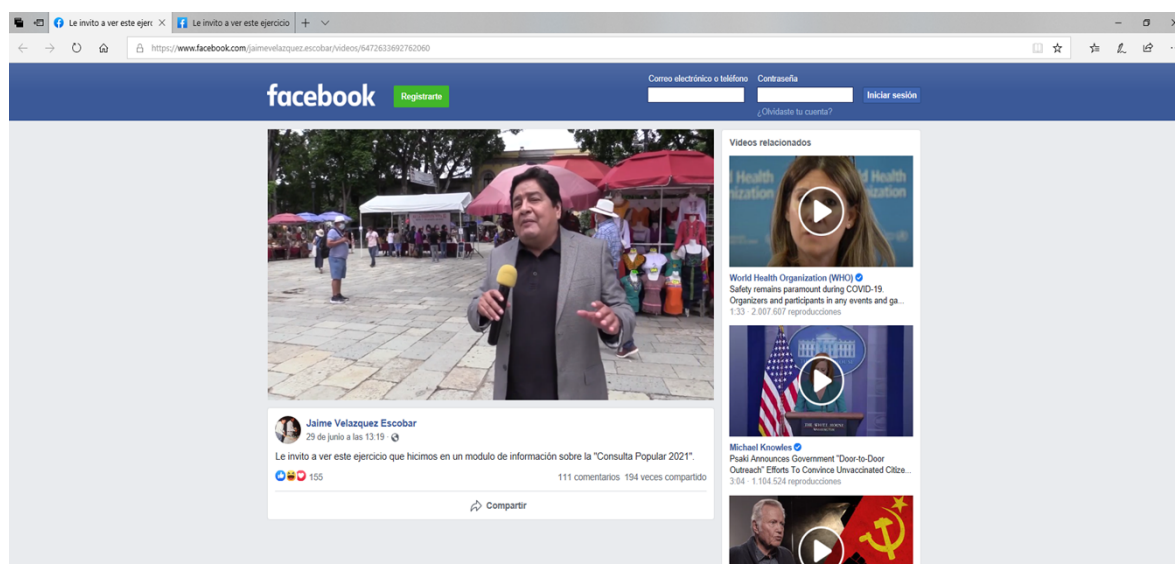 Le invito a ver este ejerc
Le invito a ver este ejercicio
https://www.facebook.com/jaimevelazquez.escobar/videos/6472633692762060
facebook
Registrarte
Correo electrónico o teléfono
Contraseña
Iniciar sesión
¿Olvidaste tu cuenta?
Jaime Velazquez Escobar
29 de junio a las 13:19 ·
Le invito a ver este ejercicio que hicimos en un modulo de información sobre la "Consulta Popular 2021".
155
111 comentarios 194 veces compartido
Compartir
Videos relacionados
World Health Organization (WHO)
Safety remains paramount during COVID-19.
Organizers and participants in any events and ga...
1:33 · 2.007.607 reproducciones
Michael Knowles
Psaki Announces Government "Door-to-Door
Outreach" Efforts To Convince Unvaccinated Citize...
3:04 · 1.104.524 reproducciones